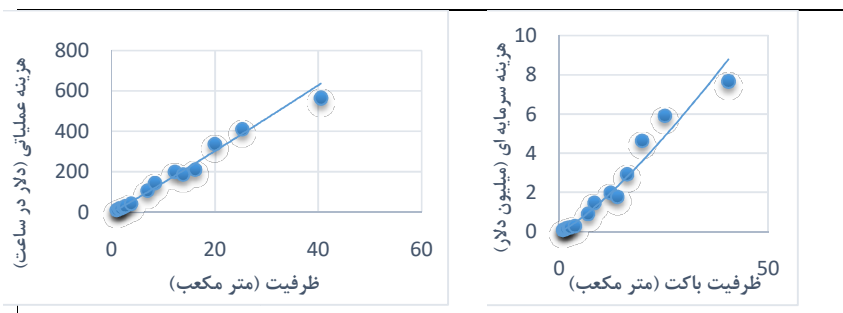 هزینه عملیاتی (دلار در ساعت)
800
600
400
200
0
0 20 40 60
ظرفیت (متر مکعب)
هزینه سرمایه ای (میلیون دلار)
10
8
6
4
2
0
0 50
ظرفیت باکت (متر مکعب)